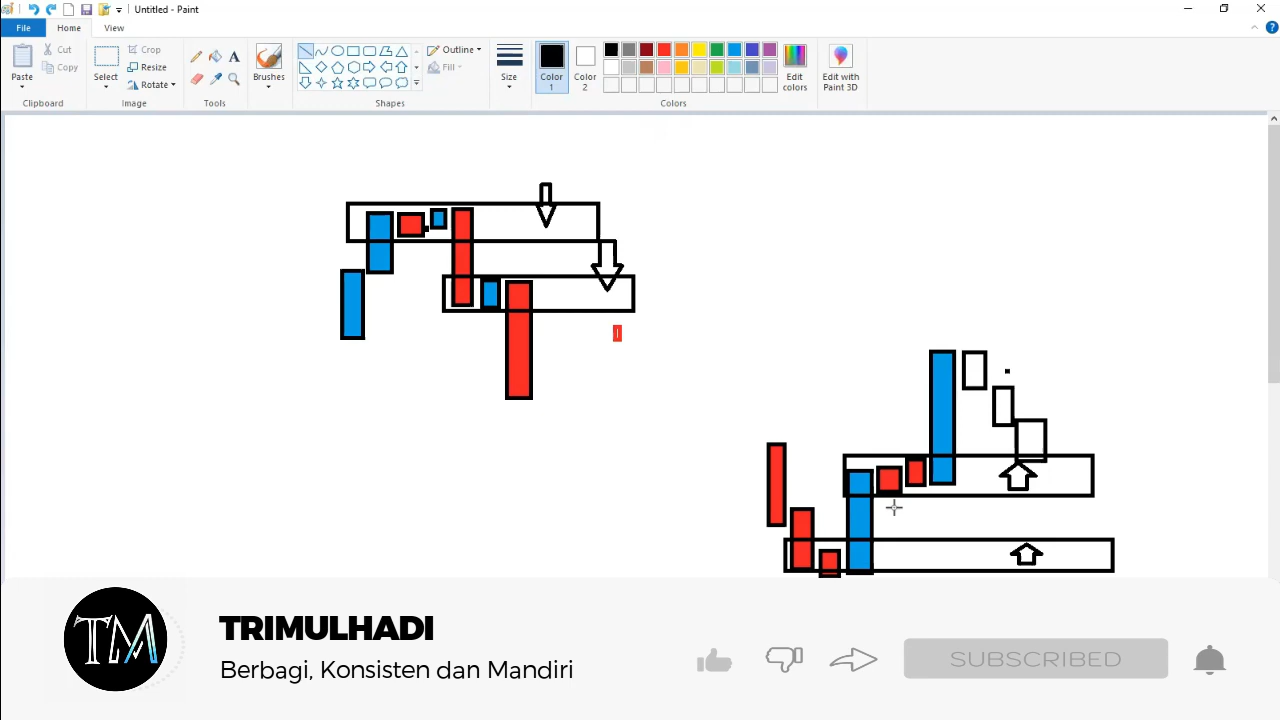 Untitled - Paint
File
Home
View
Paste
Cut
Copy
Clipboard
Select
Crop
Resize
Rotate
Image
A
Tools
Brushes
Outline
Fill
Shapes
Size
Color
1
Color
2
Edit
colors
Colors
Edit with
Paint 3D
TM
TRIMULHADI
Berbagi, Konsisten dan Mandiri
SUBSCRIBED